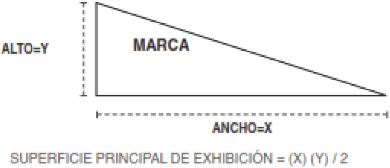 ALTO=Y
MARCA
ANCHO=X
SUPERFICIE PRINCIPAL DE EXHIBICIÓN = (X) (Y) / 2